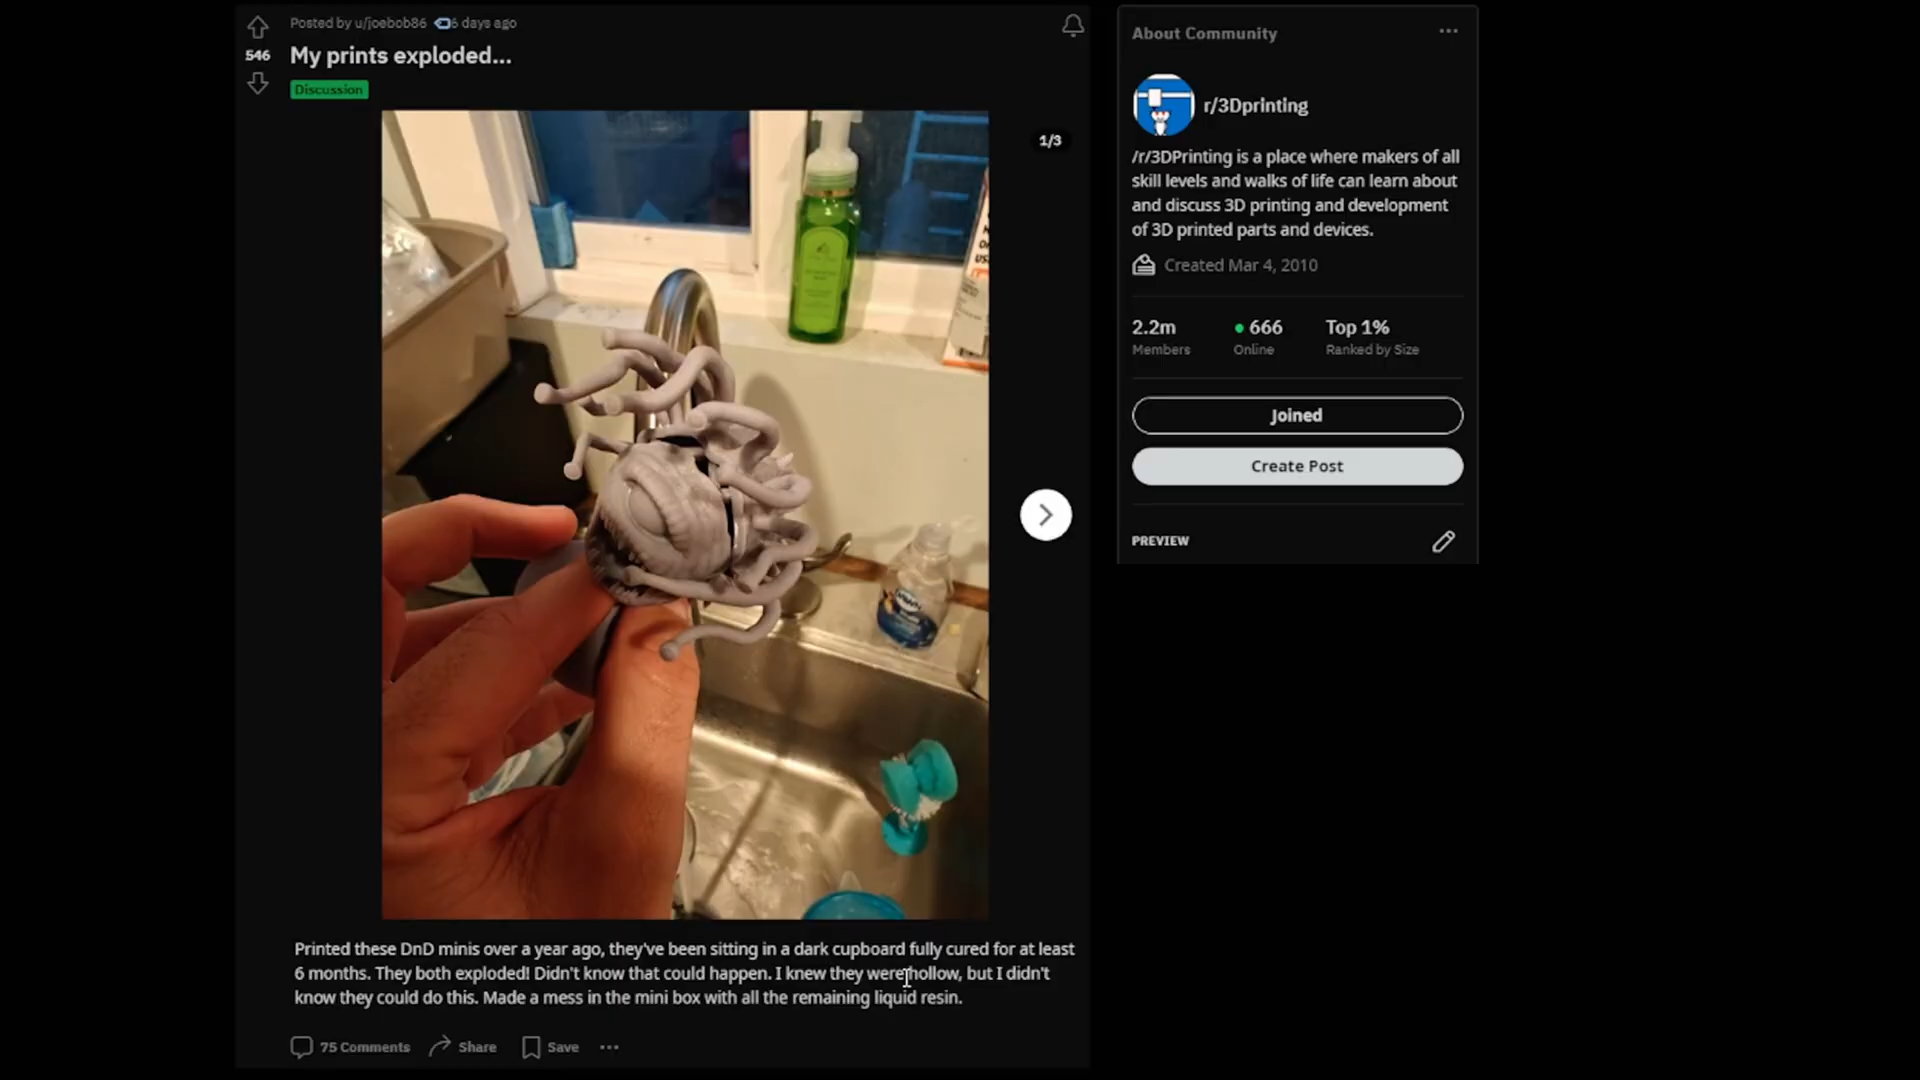 Posted by u/joebob86 6 days ago
546
My prints exploded...
Discussion
1/3
Printed these DnD minis over a year ago, they've been sitting in a dark cupboard fully cured for at least
6 months. They both exploded! Didn't know that could happen. I knew they were hollow, but I didn't
know they could do this. Made a mess in the mini box with all the remaining liquid resin.
75 Comments Share Save
About Community
r/3Dprinting
/r/3DPrinting is a place where makers of all
skill levels and walks of life can learn about
and discuss 3D printing and development
of 3D printed parts and devices.
Created Mar 4, 2010
2.2m 666 Top 1%
Members Online Ranked by Size
Joined
Create Post
PREVIEW